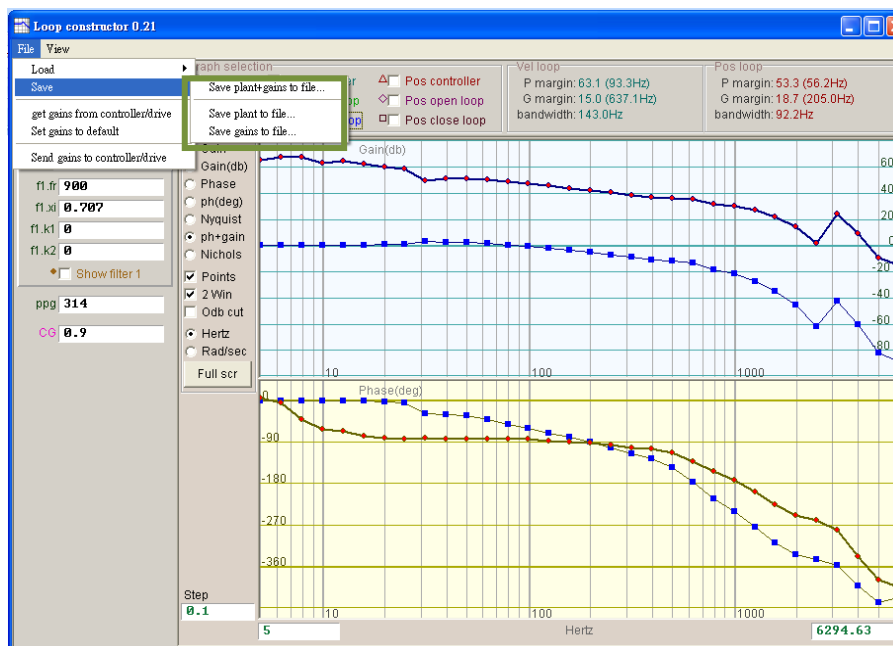 Loop constructor 0.21
File View
Load
Save
get gains from controller/drive
Set gains to default
Send gains to controller/drive
Save plant+gains to file...
Save plant to file...
Save gains to file...
raph selection
ar
op
Pos controller
Pos open loop
Pos close loop
Vel loop
P margin: 63.1 (93.3Hz)
G margin: 15.0 (637.1Hz)
bandwidth: 143.0Hz
Pos loop
P margin: 53.3 (56.2Hz)
G margin: 18.7 (205.0Hz)
bandwidth: 92.2Hz
f1.fr 900
f1.xi 0.707
f1.k1 0
f1.k2 0
Show filter 1
ppg 314
CG 0.9
Gain(db)
Phase
ph(deg)
Nyquist
ph+gain
Nichols
Points
2 Win
Odb cut
Hertz
Rad/sec
Full scr
Step
0.1
Gain(db)
60
40
20
0
-20
-40
-60
-80
10 100 1000
Phase(deg)
0
-90
-180
-270
-360
10 100 1000
5 Hertz 6294.63